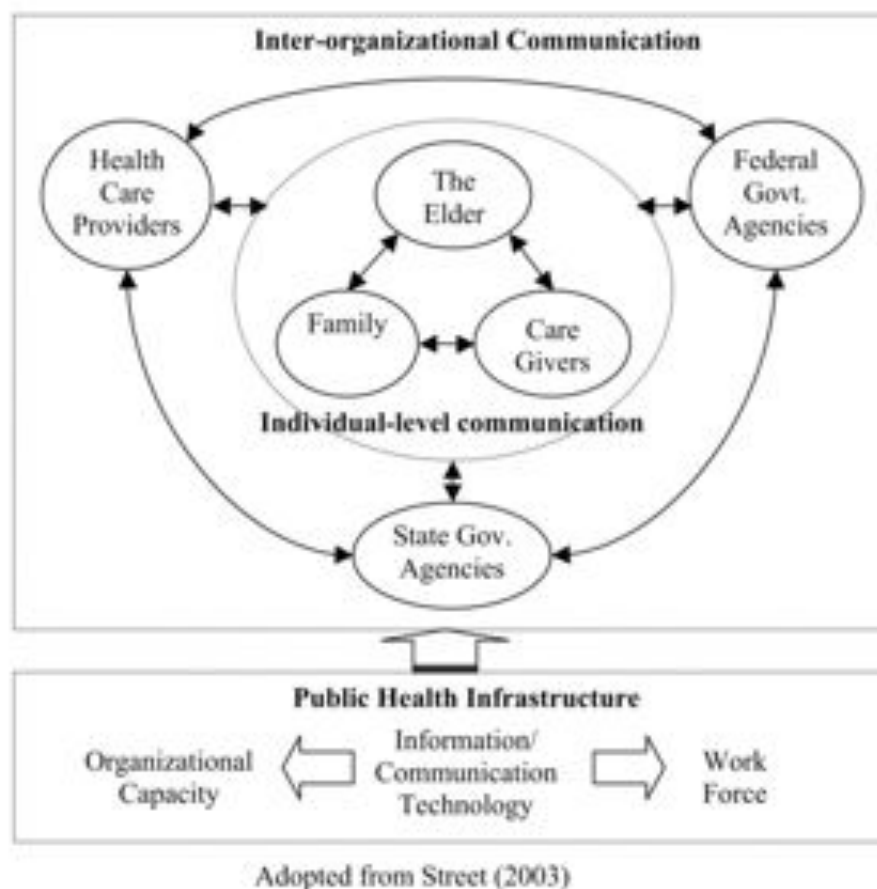 Inter-organizational Communication
Health
Care
Providers
The
Elder
Federal
Govt.
Agencies
Family
Care
Givers
Individual-level communication
State Gov.
Agencies
Public Health Infrastructure
Organizational
Capacity
Information/
Communication
Technology
Work
Force
Adopted from Street (2003)